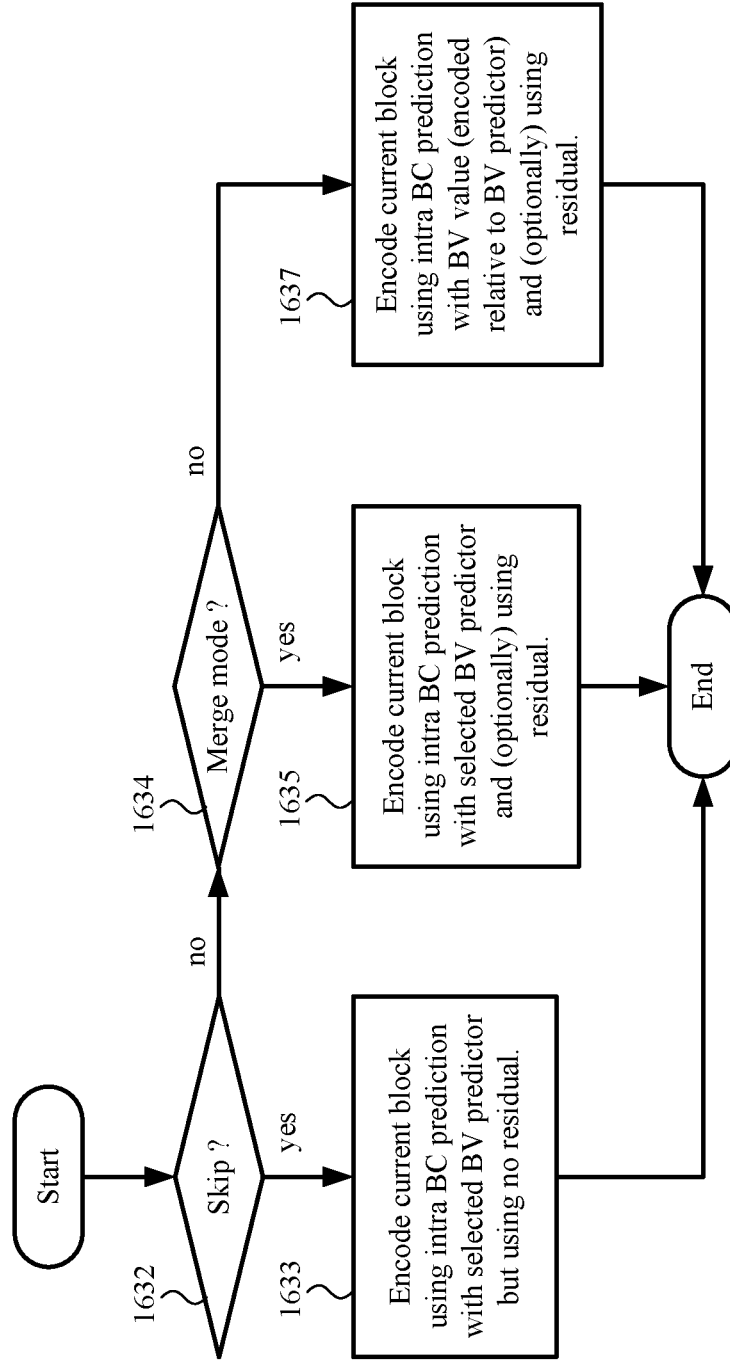 Start
1632
Skip ?
no
yes
1633
Encode current block
using intra BC prediction
with selected BV predictor
but using no residual.
1634
Merge mode ?
no
yes
1635
Encode current block
using intra BC prediction
with selected BV predictor
and (optionally) using
residual.
1637
Encode current block
using intra BC prediction
with BV value (encoded
relative to BV predictor)
and (optionally) using
residual.
End